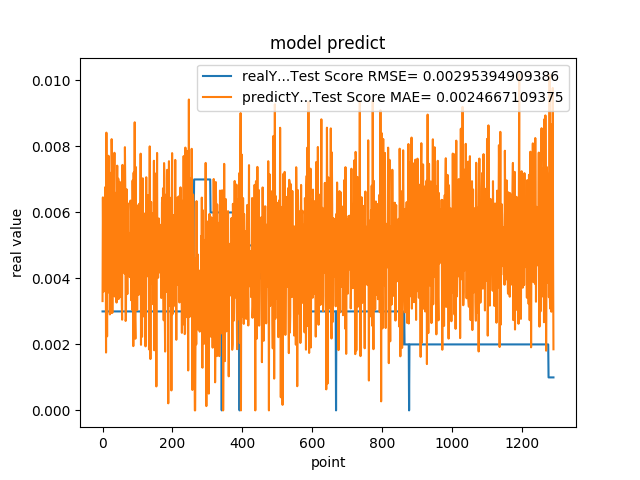 model predict
realY...Test Score RMSE= 0.00295394909386
predictY...Test Score MAE= 0.0024667109375
real value
0.010
0.008
0.006
0.004
0.002
0.000
0 200 400 600 800 1000 1200
point